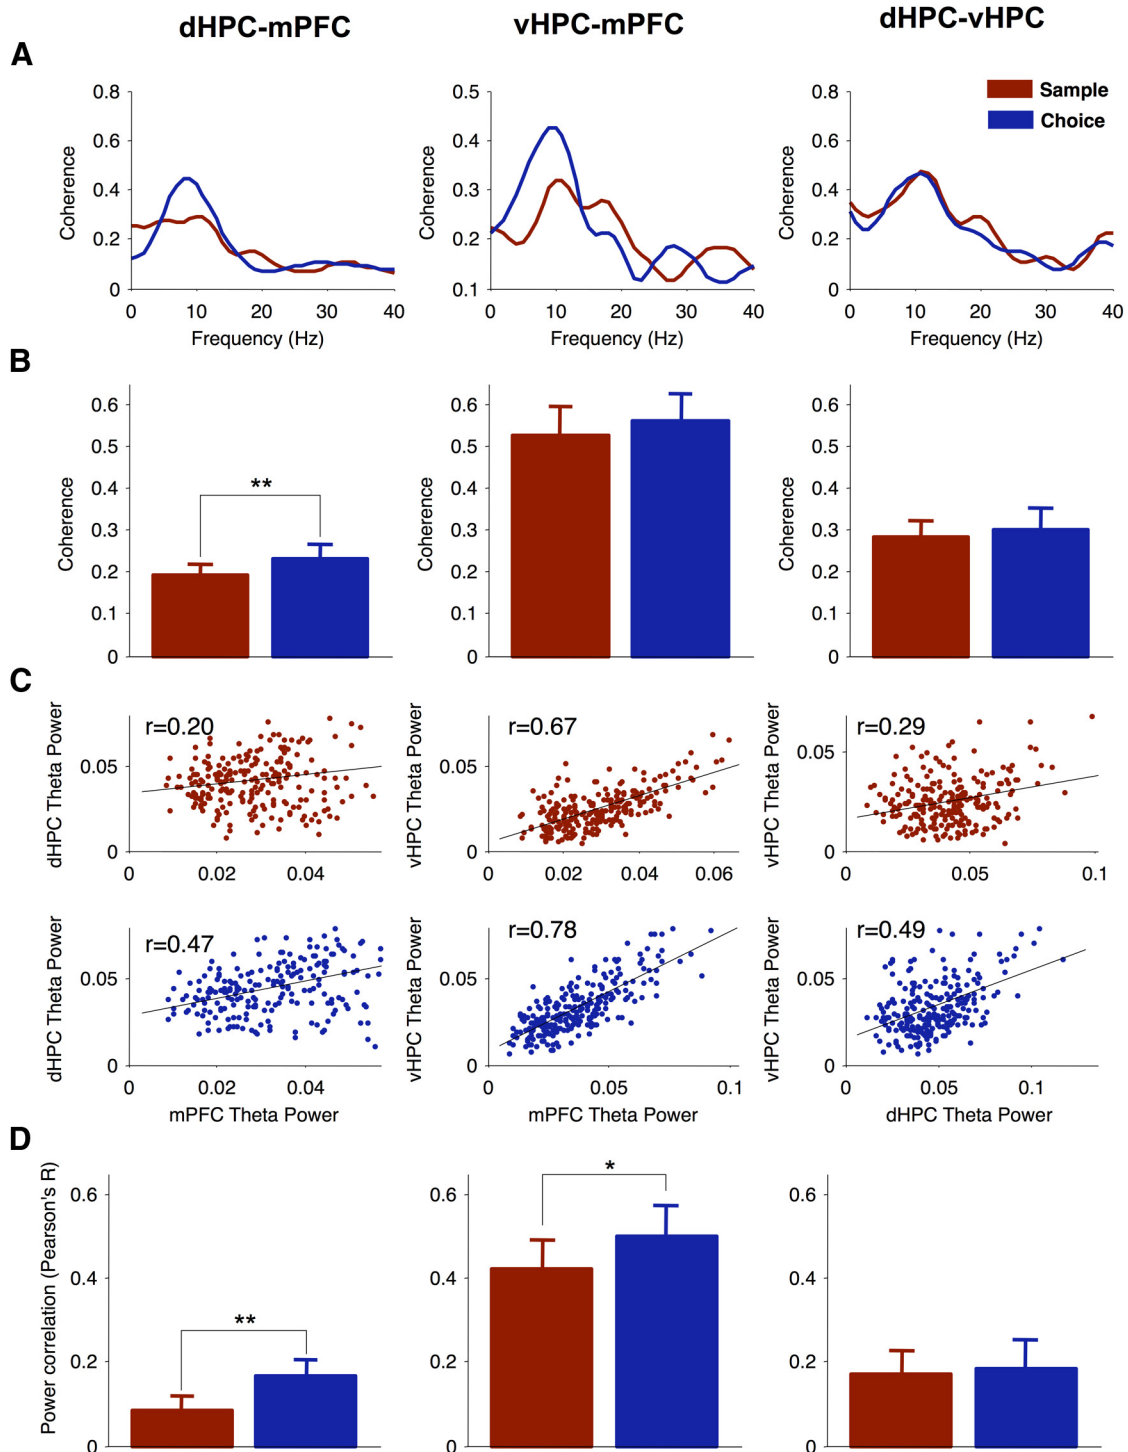 dHPC-mPFC
vHPC-mPFC
dHPC-vHPC
A
0.8
0.6
0.4
0.2
0
Coherence
0 10 20 30 40
Frequency (Hz)
0.5
0.4
0.3
0.2
0.1
Coherence
0 10 20 30 40
Frequency (Hz)
0.8
0.6
0.4
0.2
0
Coherence
0 10 20 30 40
Frequency (Hz)
Sample
Choice
B
0.6
0.5
0.4
0.3
0.2
0.1
0
Coherence
**
0.6
0.5
0.4
0.3
0.2
0.1
0
Coherence
0.6
0.5
0.4
0.3
0.2
0.1
0
Coherence
C
dHPC Theta Power
r=0.20
0.05
0
0 0.02 0.04
vHPC Theta Power
r=0.67
0.05
0
0 0.02 0.04 0.06
vHPC Theta Power
r=0.29
0.05
0
0 0.05 0.1
dHPC Theta Power
r=0.47
0.05
0
0 0.02 0.04
mPFC Theta Power
vHPC Theta Power
r=0.78
0.05
0
0 0.05 0.1
mPFC Theta Power
vHPC Theta Power
r=0.49
0.05
0
0 0.05 0.1
dHPC Theta Power
D
Power correlation (Pearson's R)
0.6
0.4
0.2
0
**
0.6
0.4
0.2
0
*
0.6
0.4
0.2
0